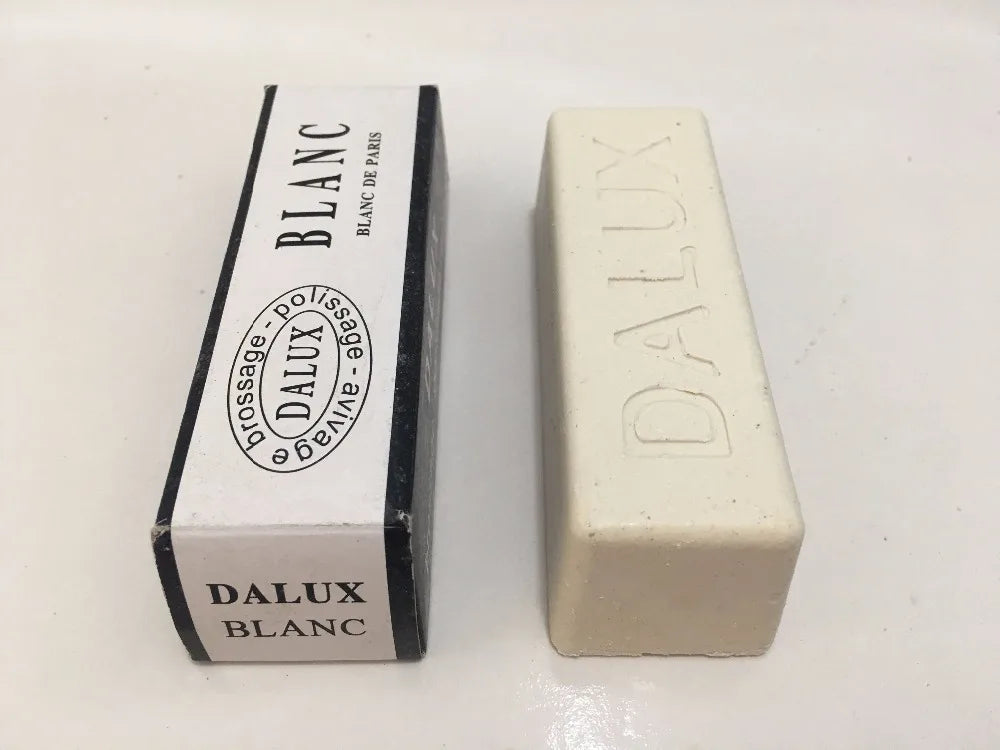 BLANC
BLANC DE PARIS
brossage - polissage - avivage
DALUX
DALUX
BLANC
DALUX